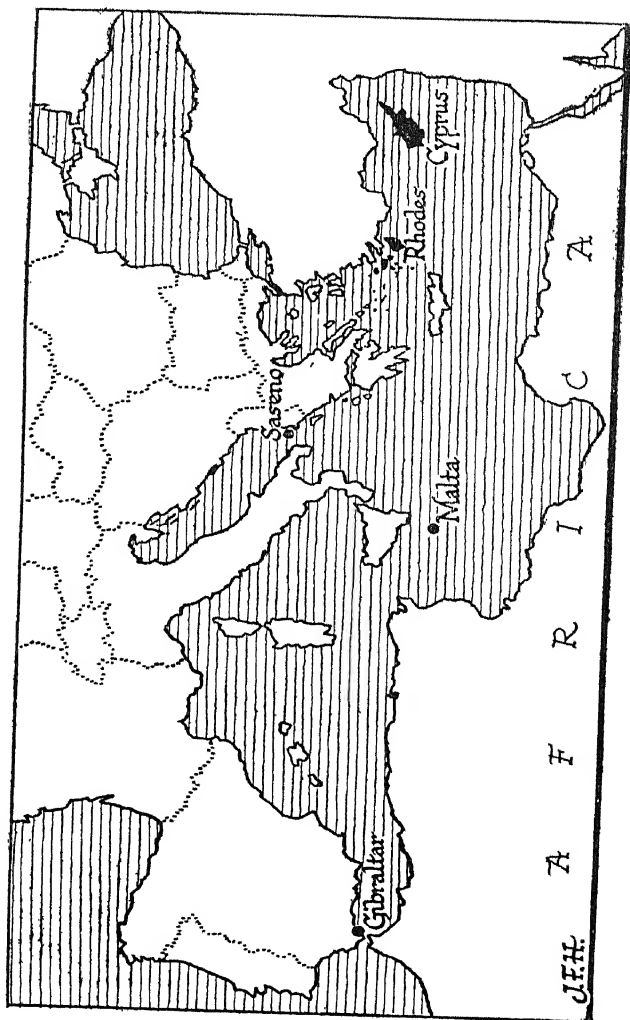 Saseno
Rhodes
Cyprus
Malta
Gibraltar
A F R I C A
J.F.H.